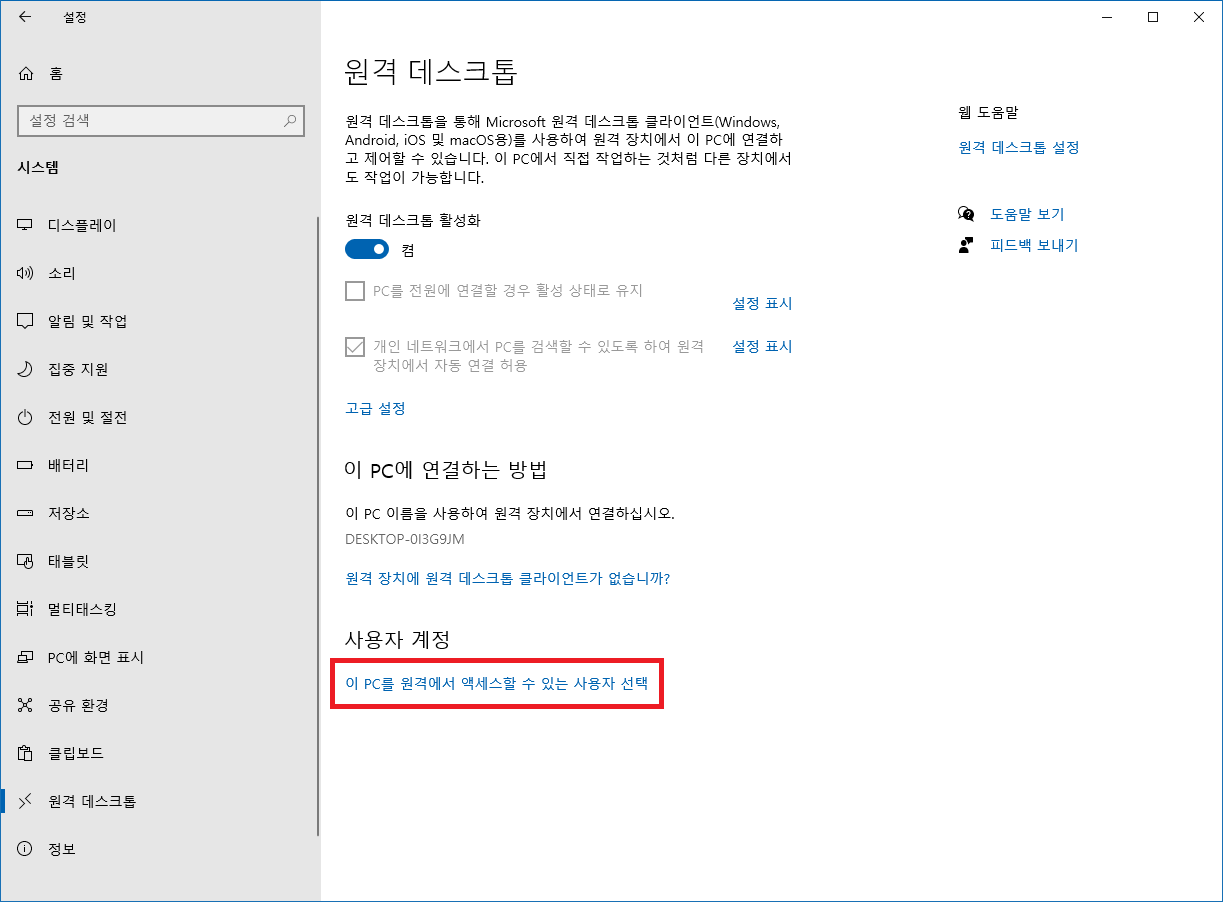 설정
홈
설정 검색
시스템
디스플레이
소리
알림 및 작업
집중 지원
전원 및 절전
배터리
저장소
태블릿
멀티태스킹
PC에 화면 표시
공유 환경
클립보드
원격 데스크톱
정보
원격 데스크톱
원격 데스크톱을 통해 Microsoft 원격 데스크톱 클라이언트(Windows,
Android, iOS 및 macOS용)를 사용하여 원격 장치에서 이 PC에 연결하
고 제어할 수 있습니다. 이 PC에서 직접 작업하는 것처럼 다른 장치에서
도 작업이 가능합니다.
원격 데스크톱 활성화
켬
PC를 전원에 연결할 경우 활성 상태로 유지
설정 표시
개인 네트워크에서 PC를 검색할 수 있도록 하여 원격
장치에서 자동 연결 허용
설정 표시
고급 설정
이 PC에 연결하는 방법
이 PC 이름을 사용하여 원격 장치에서 연결하십시오.
DESKTOP-0I3G9JM
원격 장치에 원격 데스크톱 클라이언트가 없습니까?
사용자 계정
이 PC를 원격에서 액세스할 수 있는 사용자 선택
웹 도움말
원격 데스크톱 설정
도움말 보기
피드백 보내기